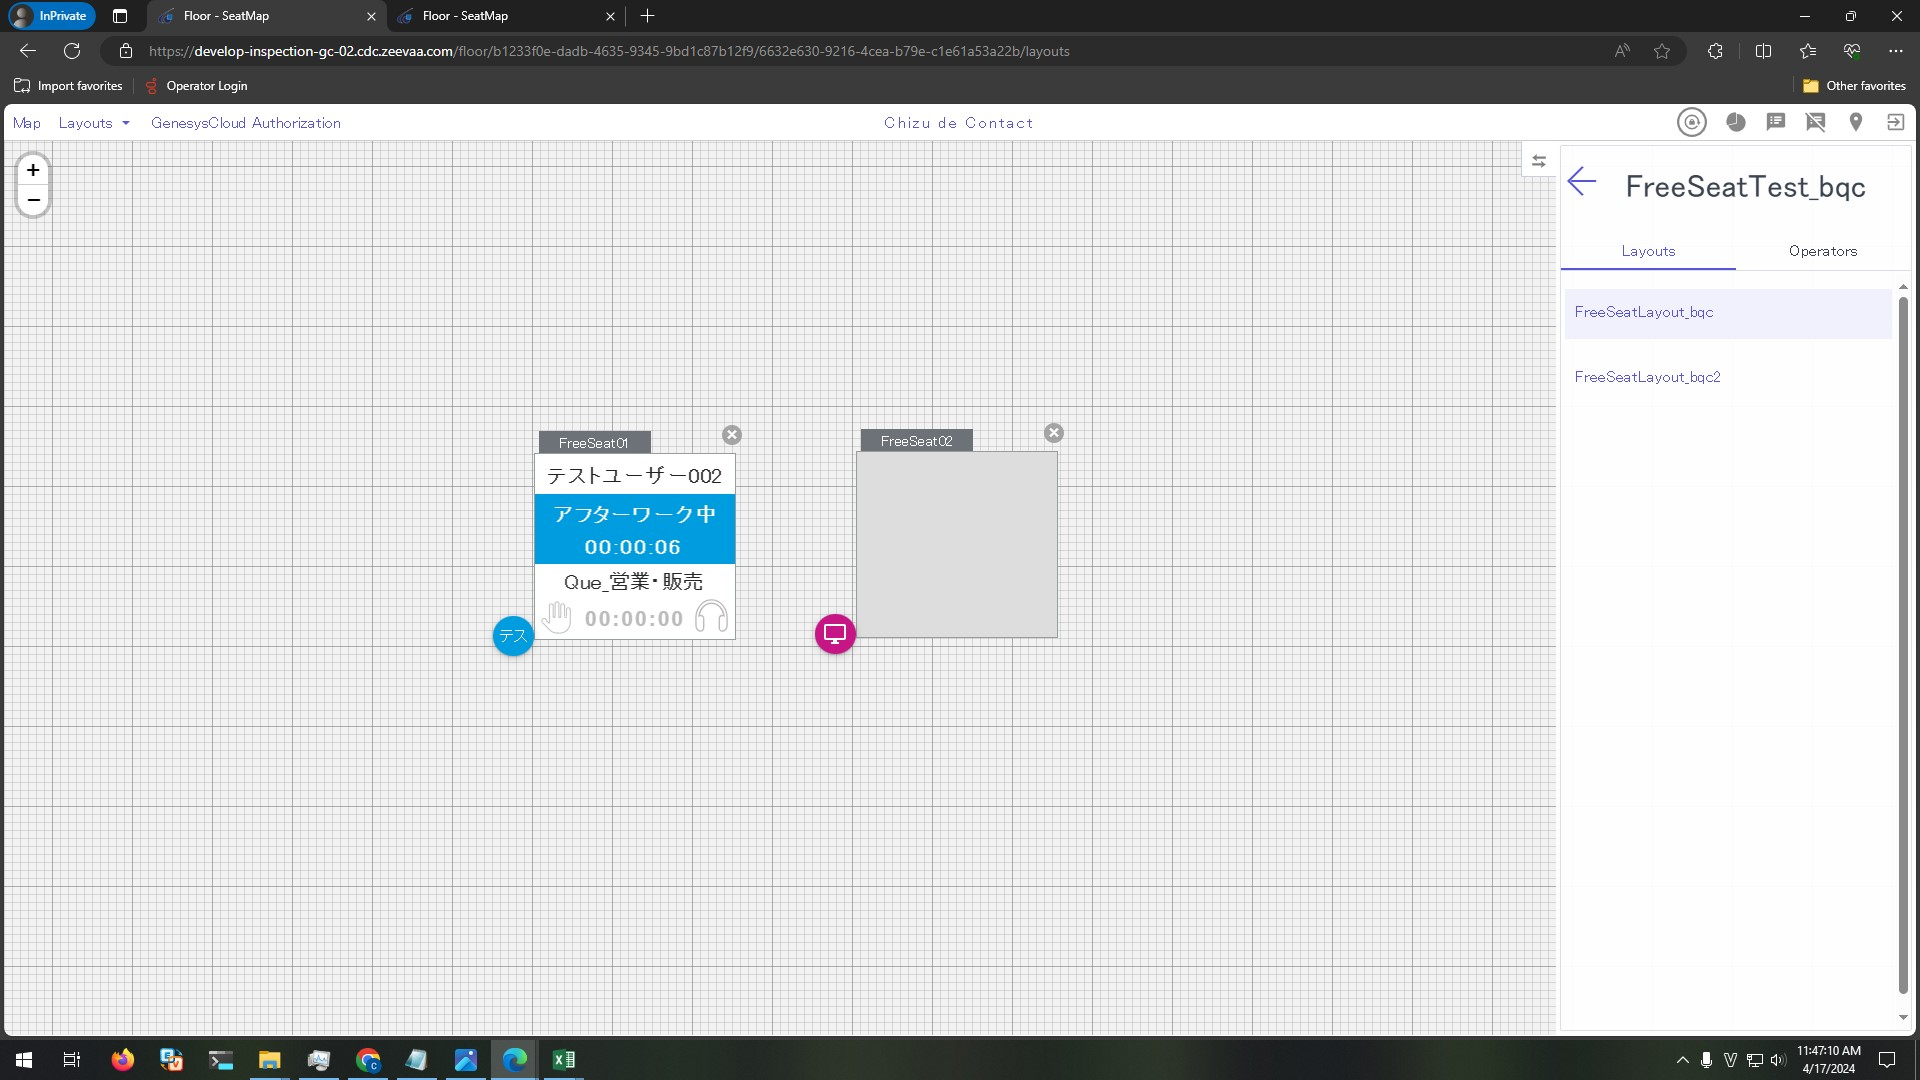 InPrivate
Floor - SeatMap
Floor - SeatMap
https://develop-inspection-gc-02.cdc.zeevaa.com/floor/b1233f0e-dadb-4635-9345-9bd1c87b12f9/6632e630-9216-4cea-b79e-c1e61a53a22b/layouts
Import favorites
Operator Login
Other favorites
Map
Layouts
GenesysCloud Authorization
Chizu de Contact
+
−
FreeSeatTest_bqc
Layouts
Operators
FreeSeatLayout_bqc
FreeSeatLayout_bqc2
FreeSeat01
テストユーザー002
アフターワーク中
00:00:06
Que_営業・販売
00:00:00
テス
FreeSeat02
11:47:10 AM
4/17/2024